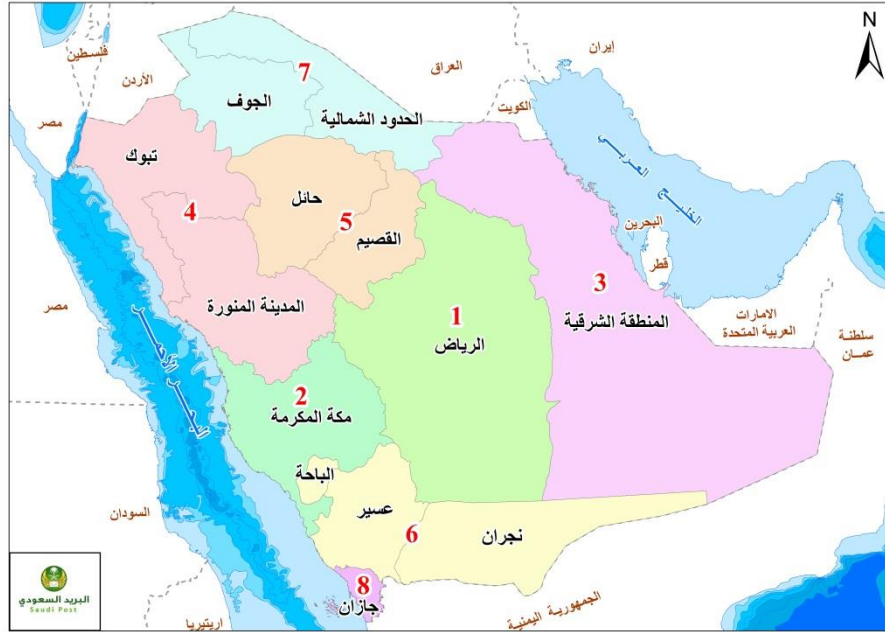 N
إيران
فلسطين
العراق
الأردن
7
الجوف
الكويت
الحدود الشمالية
مصر
تبوك
الخليج العربي
حائل
4
5
البحرين
القصيم
قطر
3
مصر
المدينة المنورة
1
الامارات
العربية المتحدة
المنطقة الشرقية
سلطنة
عمان
الرياض
البحر الأحمر
2
مكة المكرمة
الباحة
السودان
عسير
6
نجران
البريد السعودي
Saudi Post
8
جازان
الجمهورية اليمنية
اريتيريا